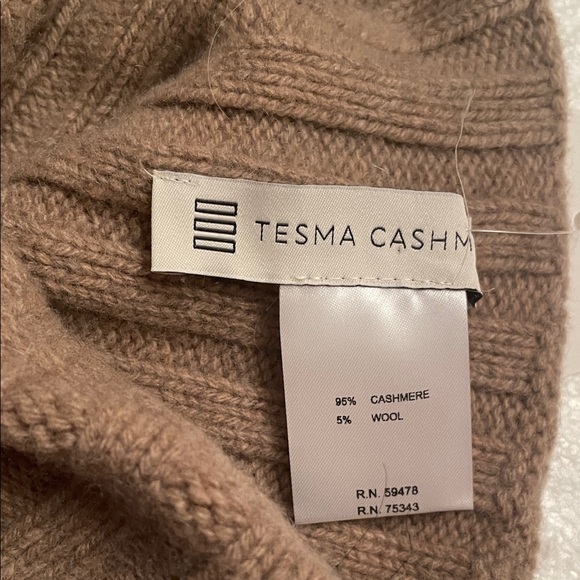 TESMA CASHM
95% CASHMERE
5% WOOL
R.N. 59478
R.N. 75343